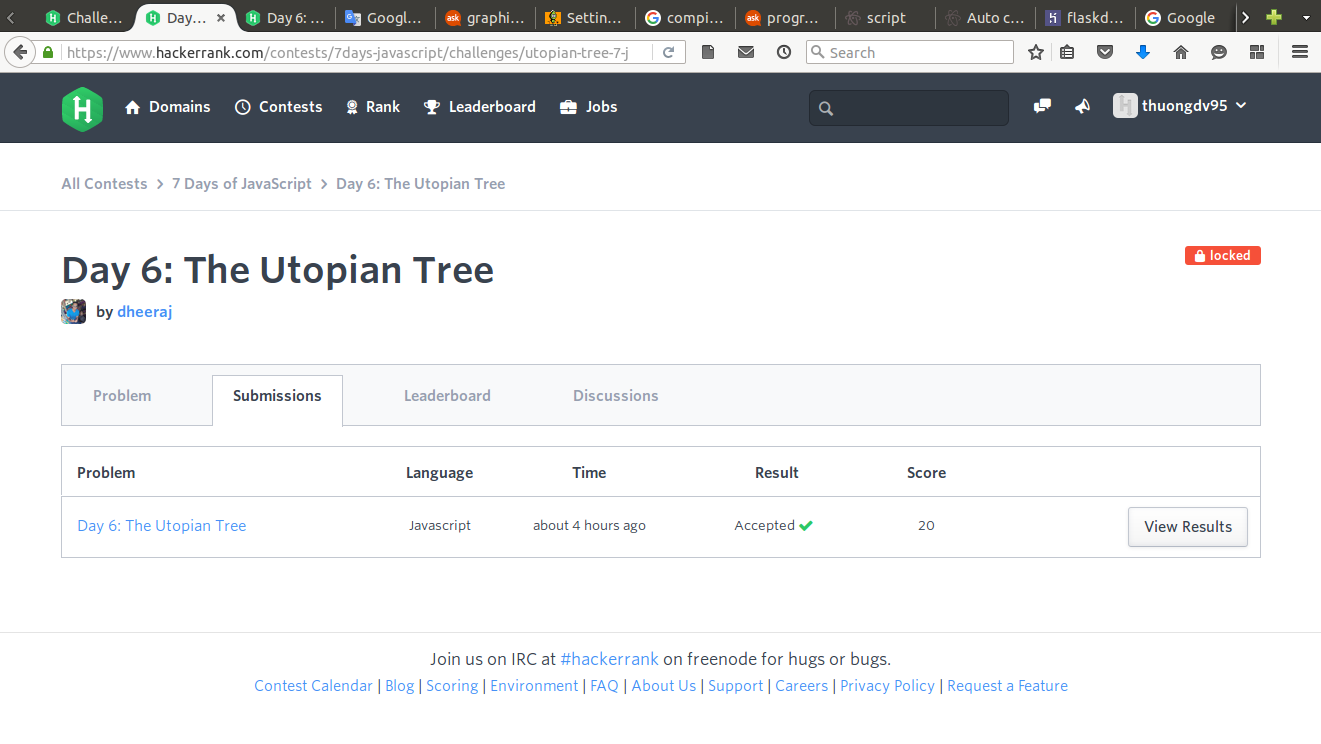 Challe... Day... Day 6: ... Googl... ask graphi... Settin... compi... ask progr... script Auto c... flaskd... Google
https://www.hackerrank.com/contests/7days-javascript/challenges/utopian-tree-7-j Search
H Domains Contests Rank Leaderboard Jobs thuongdv95
All Contests > 7 Days of JavaScript > Day 6: The Utopian Tree
Day 6: The Utopian Tree locked
by dheeraj
Problem Submissions Leaderboard Discussions
Problem Language Time Result Score
Day 6: The Utopian Tree Javascript about 4 hours ago Accepted 20 View Results
Join us on IRC at #hackerrank on freenode for hugs or bugs.
Contest Calendar | Blog | Scoring | Environment | FAQ | About Us | Support | Careers | Privacy Policy | Request a Feature